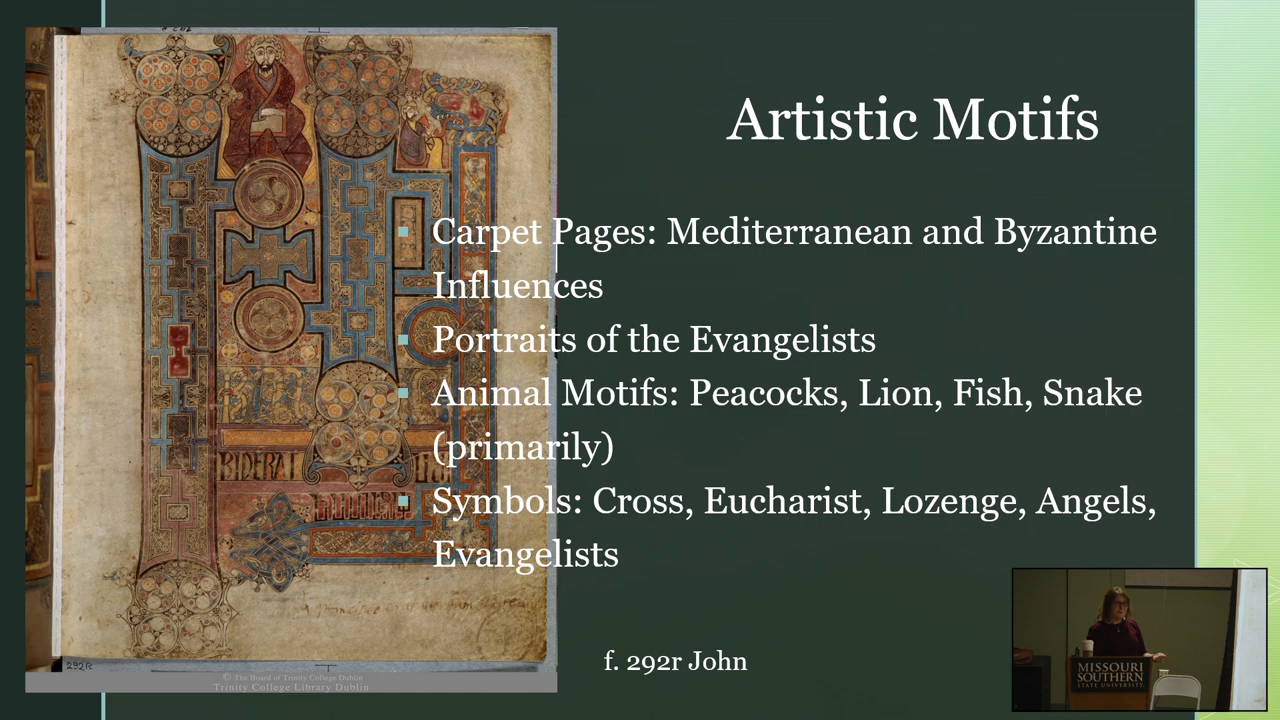 Artistic Motifs
Carpet Pages: Mediterranean and Byzantine
Influences
Portraits of the Evangelists
Animal Motifs: Peacocks, Lion, Fish, Snake
(primarily)
Symbols: Cross, Eucharist, Lozenge, Angels,
Evangelists
f. 292r John
292R
© The Board of Trinity College Dublin
Trinity College Library Dublin
MISSOURI
SOUTHERN
STATE UNIVERSITY